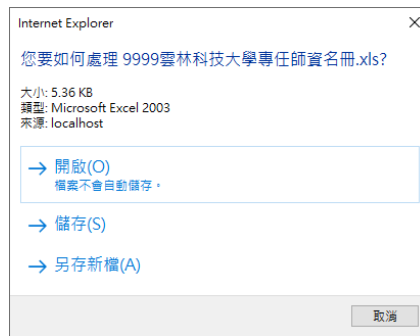 Internet Explorer
您要如何處理 9999雲林科技大學專任師資名冊.xls?
大小: 5.36 KB
類型: Microsoft Excel 2003
來源: localhost
→ 開啟(O)
檔案不會自動儲存。
→ 儲存(S)
→ 另存新檔(A)
取消